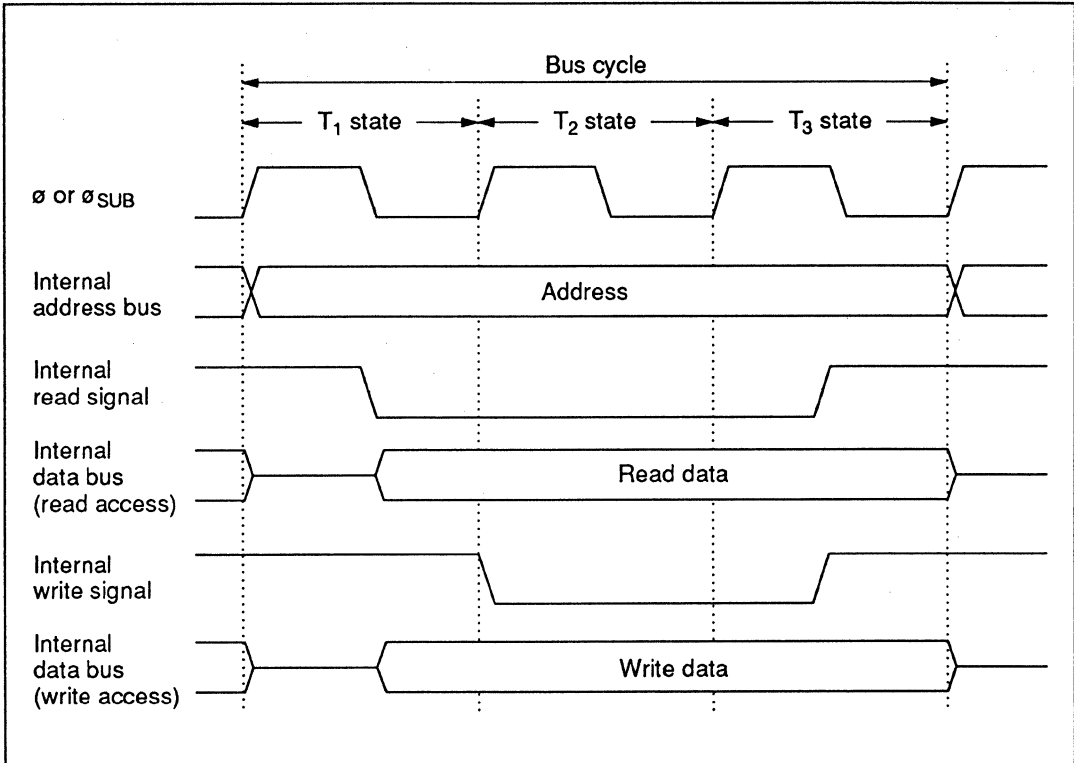 Bus cycle
T₁ state
T₂ state
T₃ state
ø or øSUB
Internal
address bus
Address
Internal
read signal
Internal
data bus
(read access)
Read data
Internal
write signal
Internal
data bus
(write access)
Write data